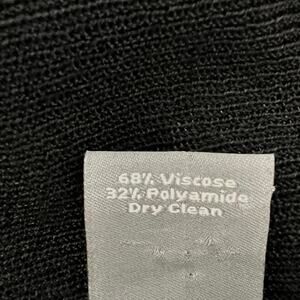 68% Viscose
32% Polyamide
Dry Clean